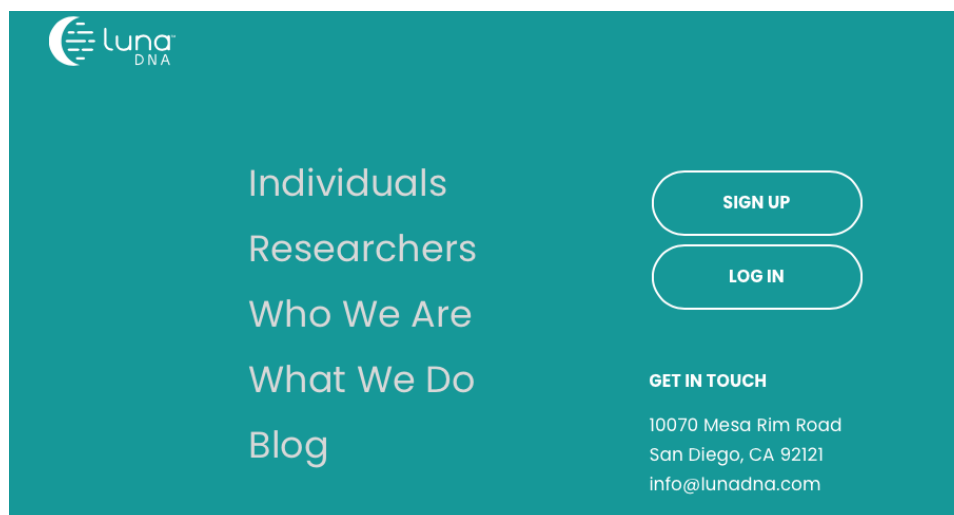 luna™
DNA
Individuals
Researchers
Who We Are
What We Do
Blog
SIGN UP
LOG IN
GET IN TOUCH
10070 Mesa Rim Road
San Diego, CA 92121
info@lunadna.com